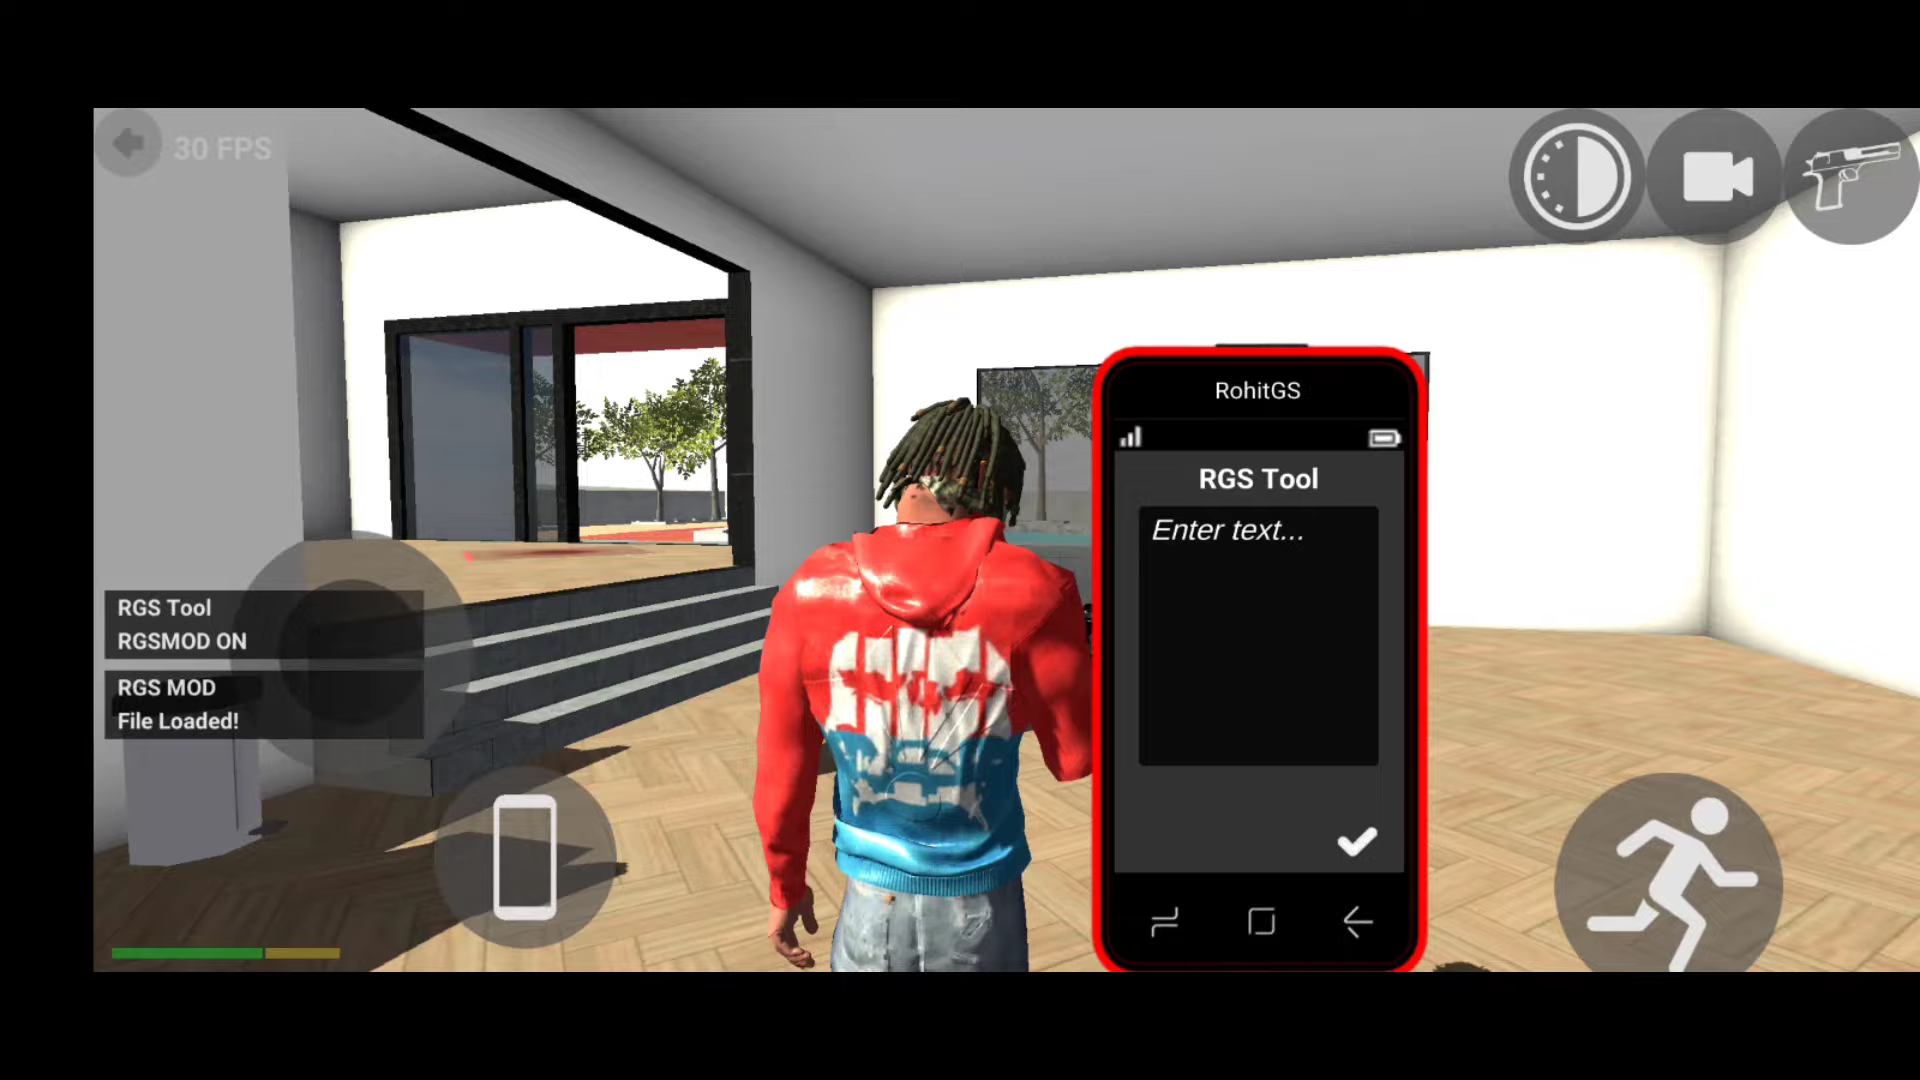 30 FPS
RohitGS
RGS Tool
Enter text...
RGS Tool
RGSMOD ON
RGS MOD
File Loaded!